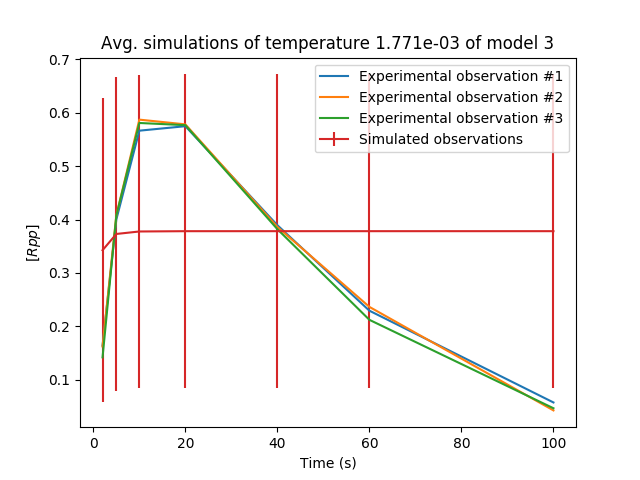 Avg. simulations of temperature 1.771e-03 of model 3
Experimental observation #1
Experimental observation #2
Experimental observation #3
Simulated observations
[Rpp]
0.7
0.6
0.5
0.4
0.3
0.2
0.1
0 20 40 60 80 100
Time (s)